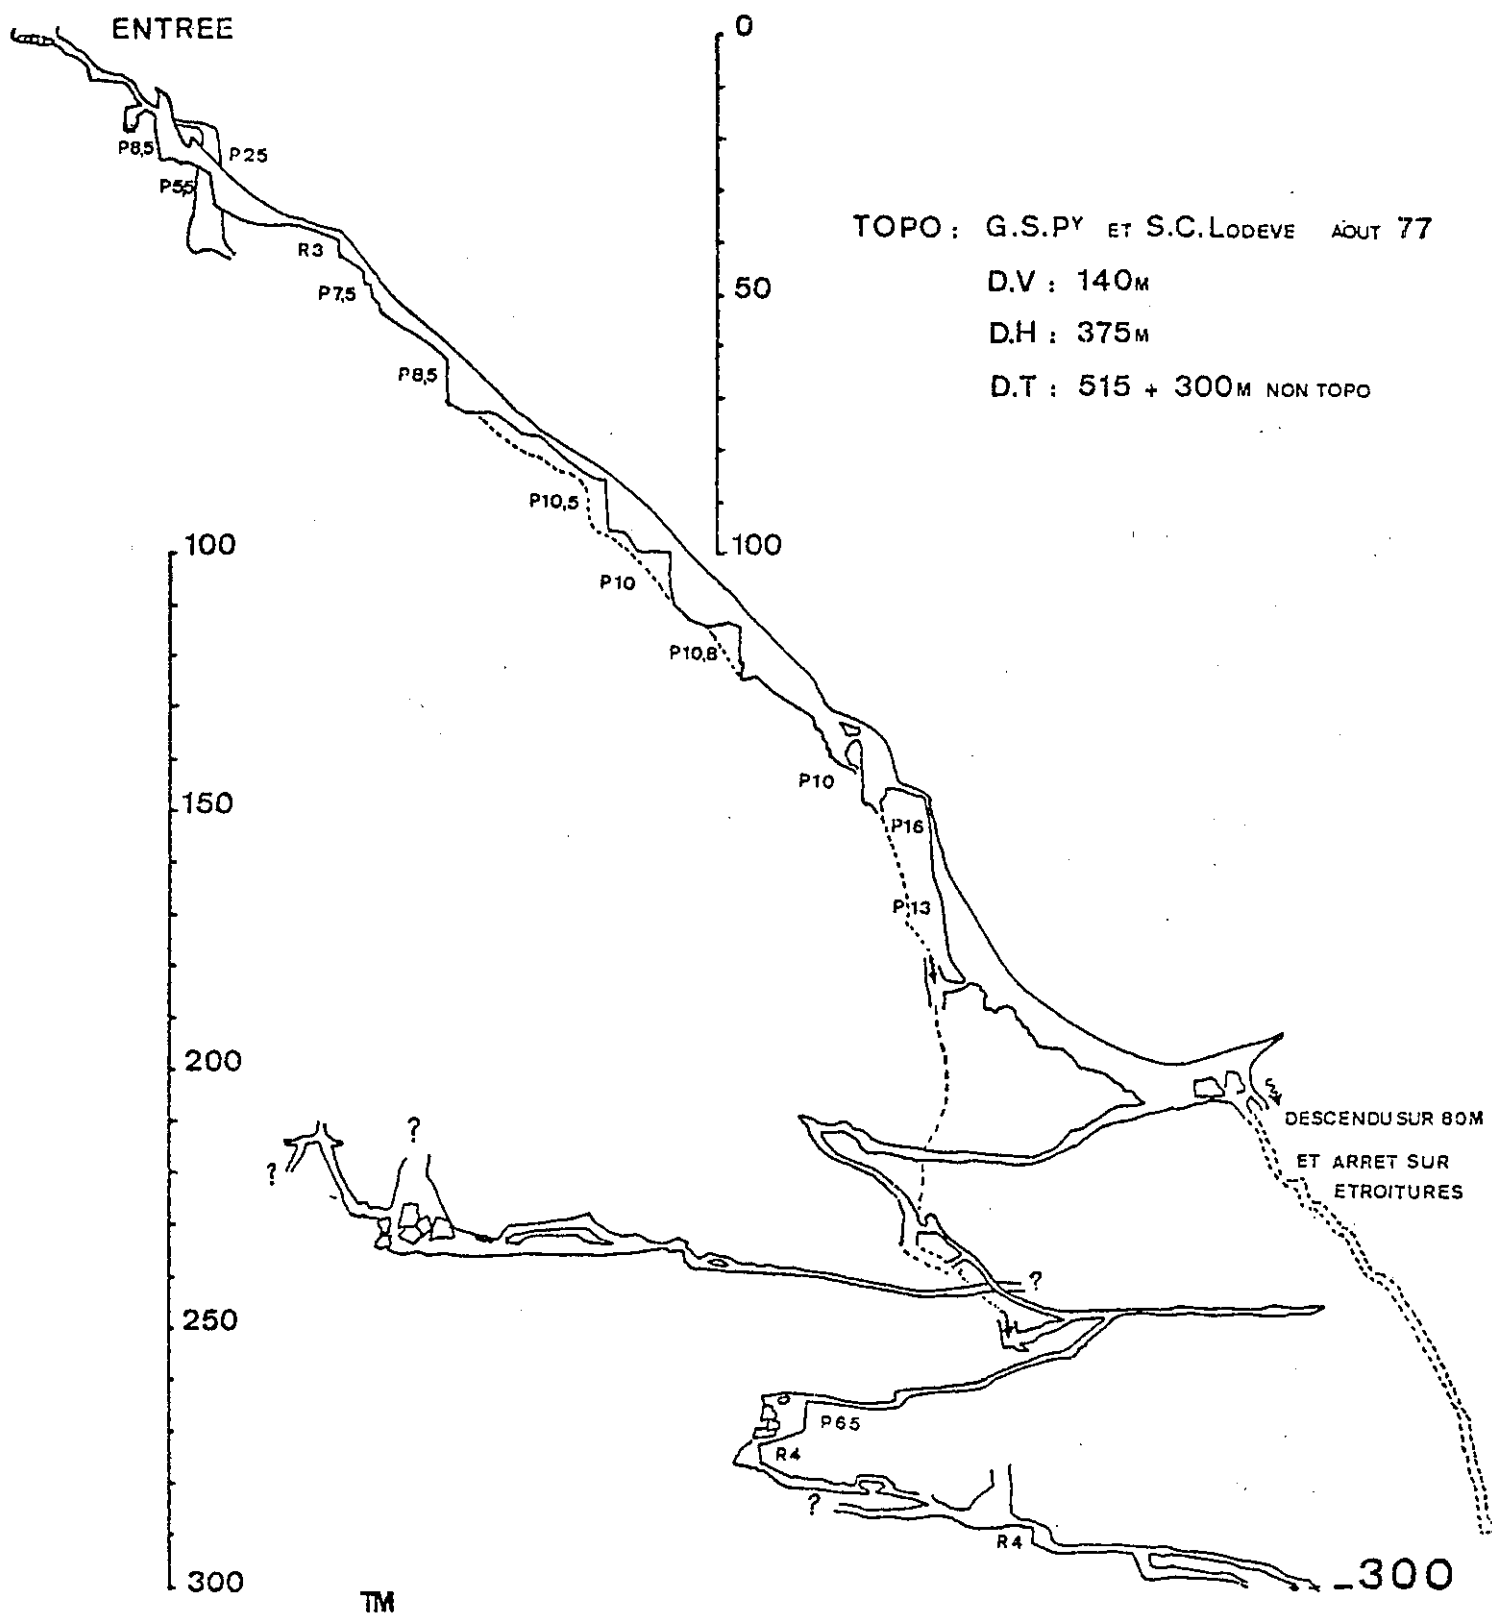 ENTREE
0
P8,5
P25
P5,5
R3
TOPO : G.S.PY ET S.C.LODEVE AOUT 77
P7,5
50
D.V : 140M
D.H : 375M
P8,5
D.T : 515 + 300M NON TOPO
P10,5
100
100
P10
P10,8
P10
150
P16
P13
200
DESCENDU SUR 80M
?
?
ET ARRET SUR
ETROITURES
?
250
P65
R4
?
R4
300
-300
TM